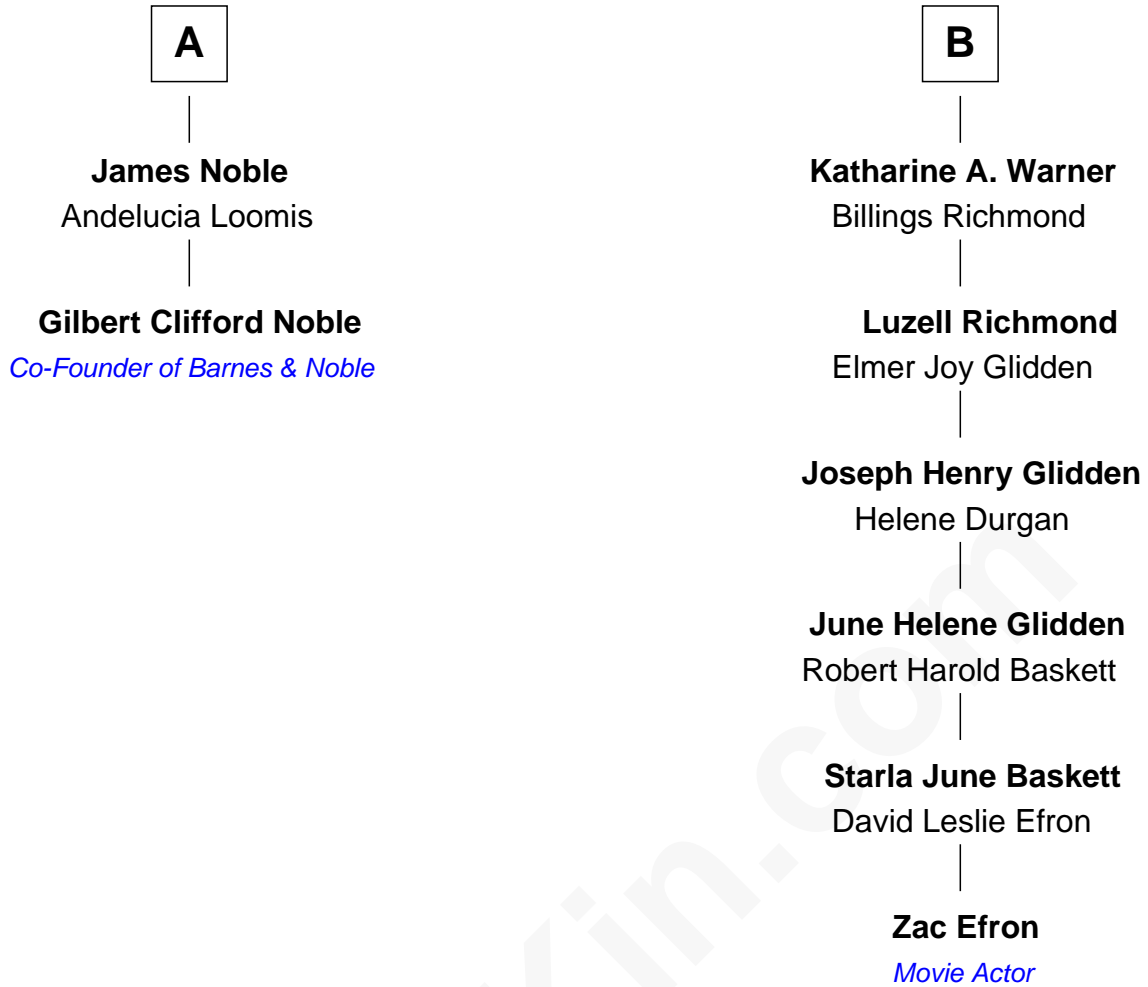 A
James Noble
Andelucia Loomis
Gilbert Clifford Noble
Co-Founder of Barnes & Noble
B
Katharine A. Warner
Billings Richmond
Luzell Richmond
Elmer Joy Glidden
Joseph Henry Glidden
Helene Durgan
June Helene Glidden
Robert Harold Baskett
Starla June Baskett
David Leslie Efron
Zac Efron
Movie Actor
Kin.com